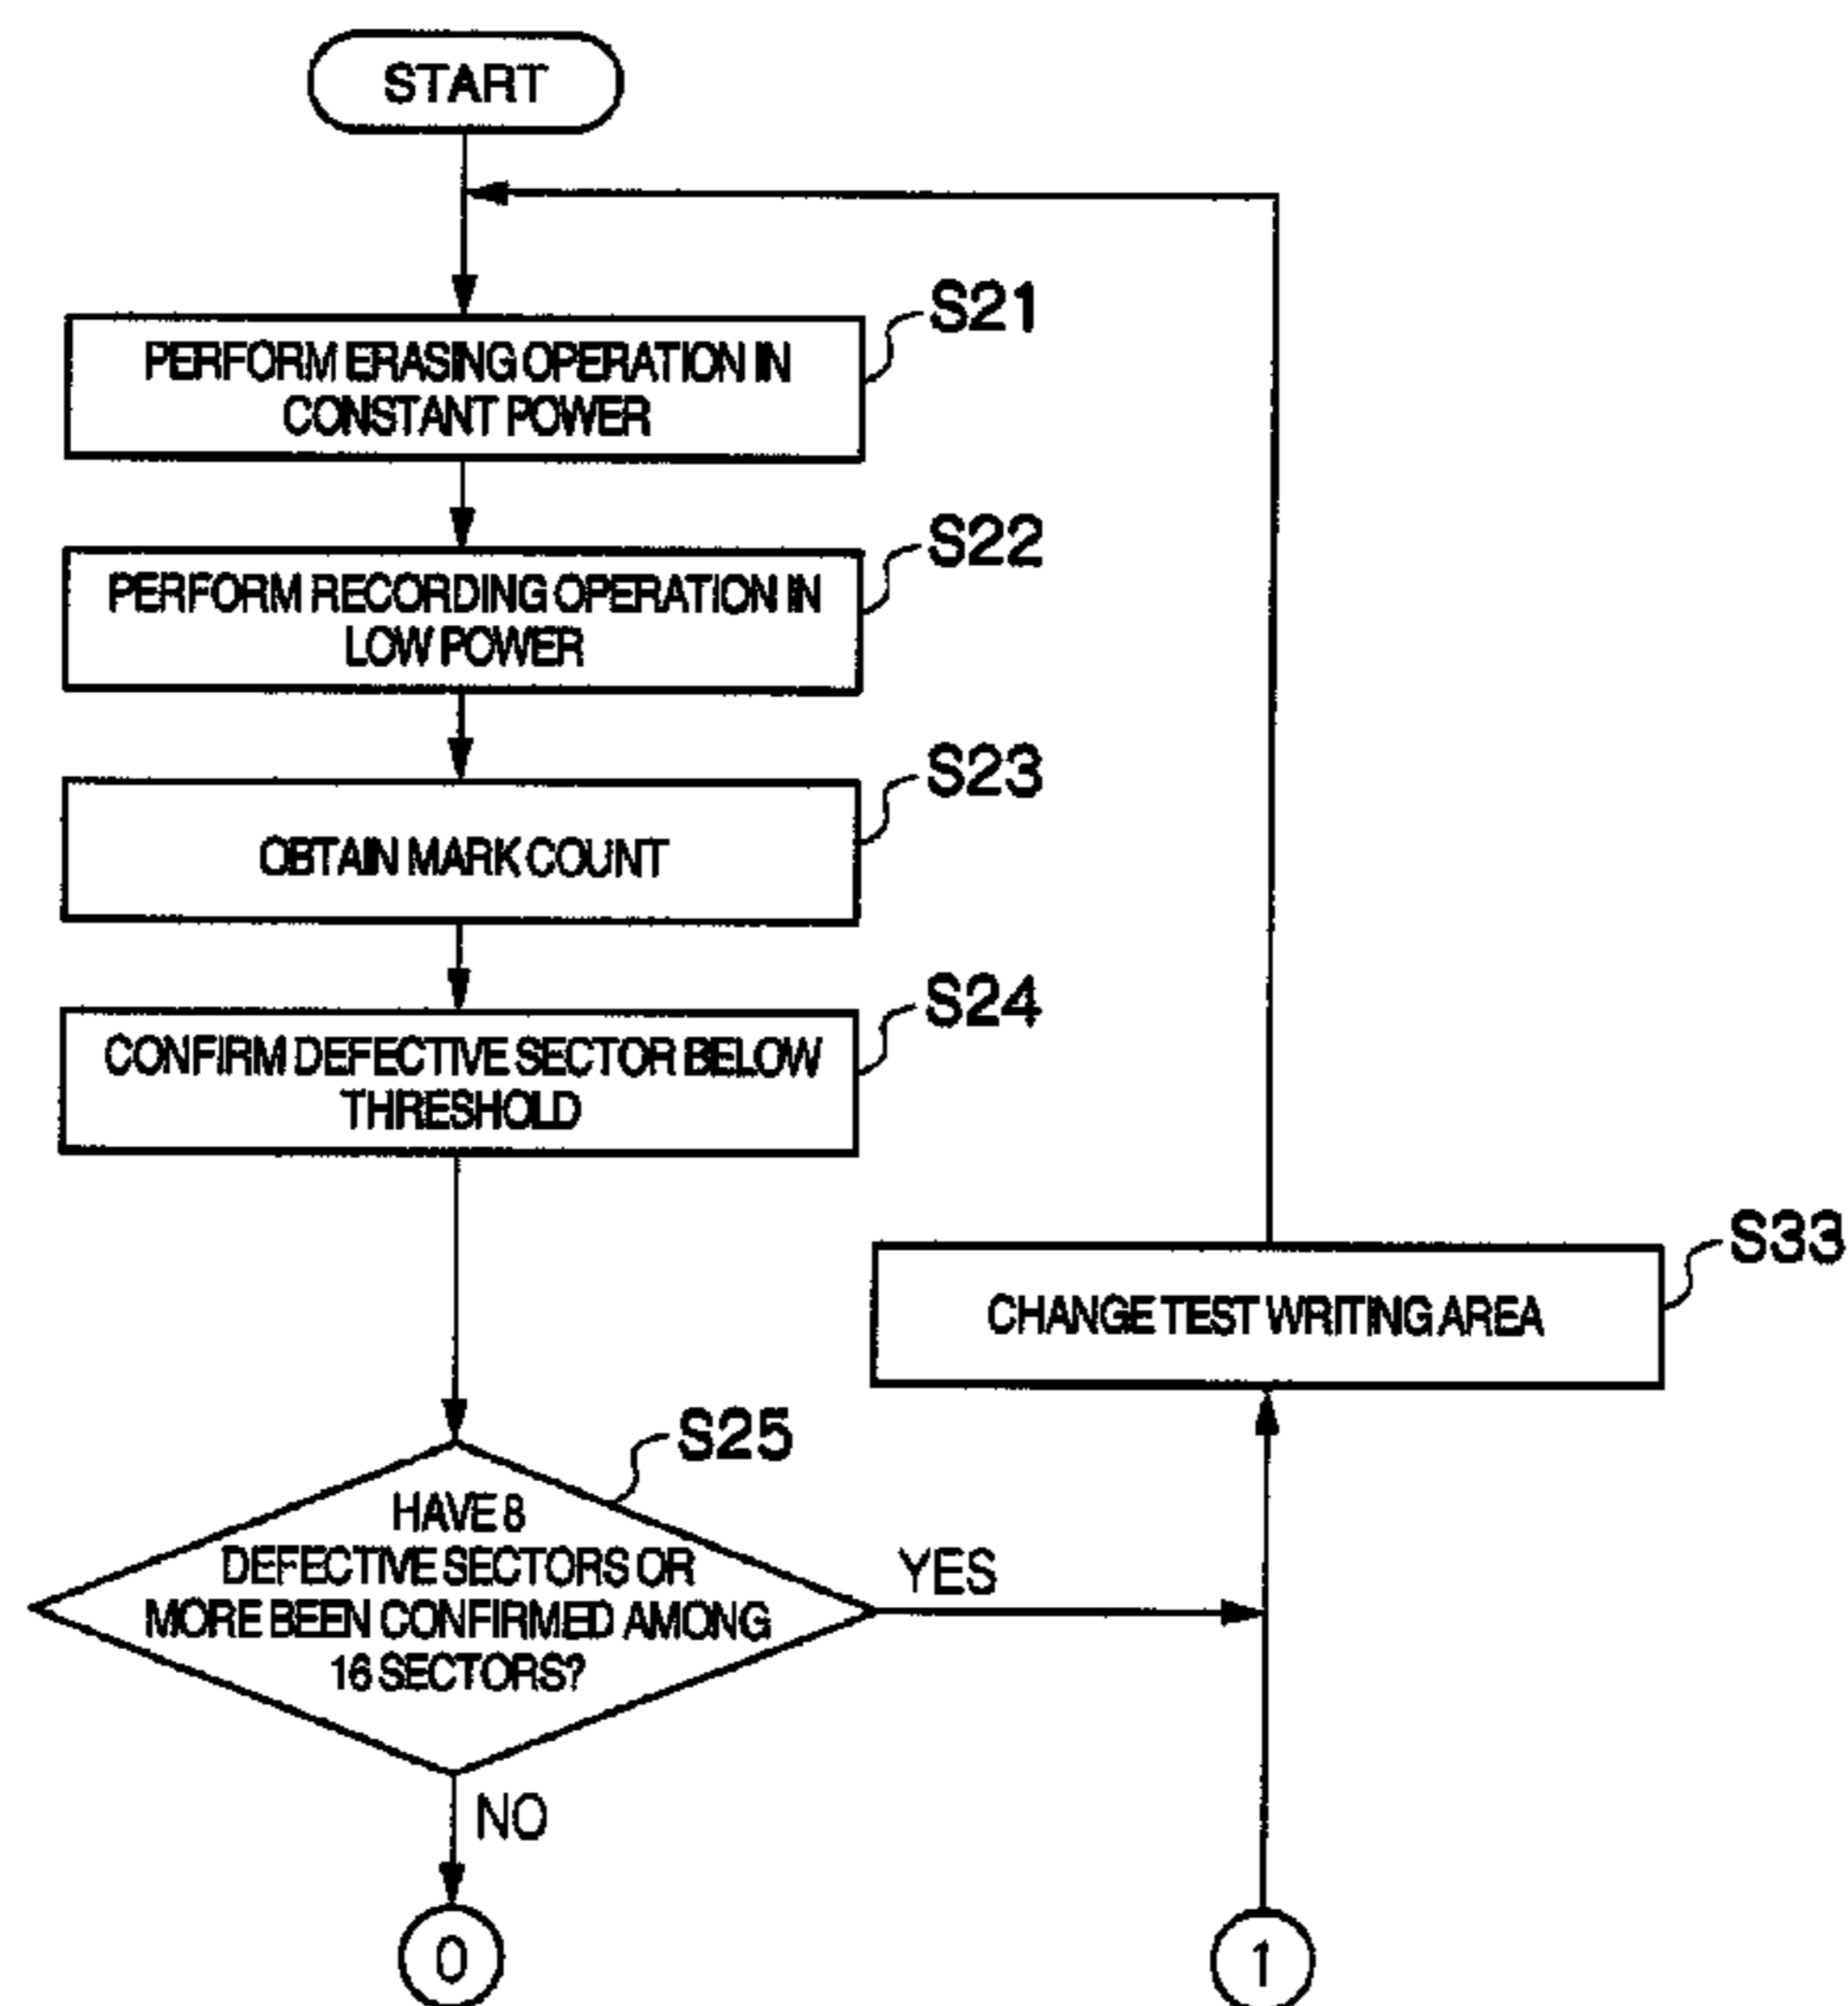 START
S21
PERFORM ERASING OPERATION IN
CONSTANT POWER
S22
PERFORM RECORDING OPERATION IN
LOW POWER
S23
OBTAIN MARK COUNT
S24
CONFIRM DEFECTIVE SECTOR BELOW
THRESHOLD
S33
CHANGE TEST WRITING AREA
S25
HAVE 8
DEFECTIVE SECTORS OR
MORE BEEN CONFIRMED AMONG
16 SECTORS?
YES
NO
0
1